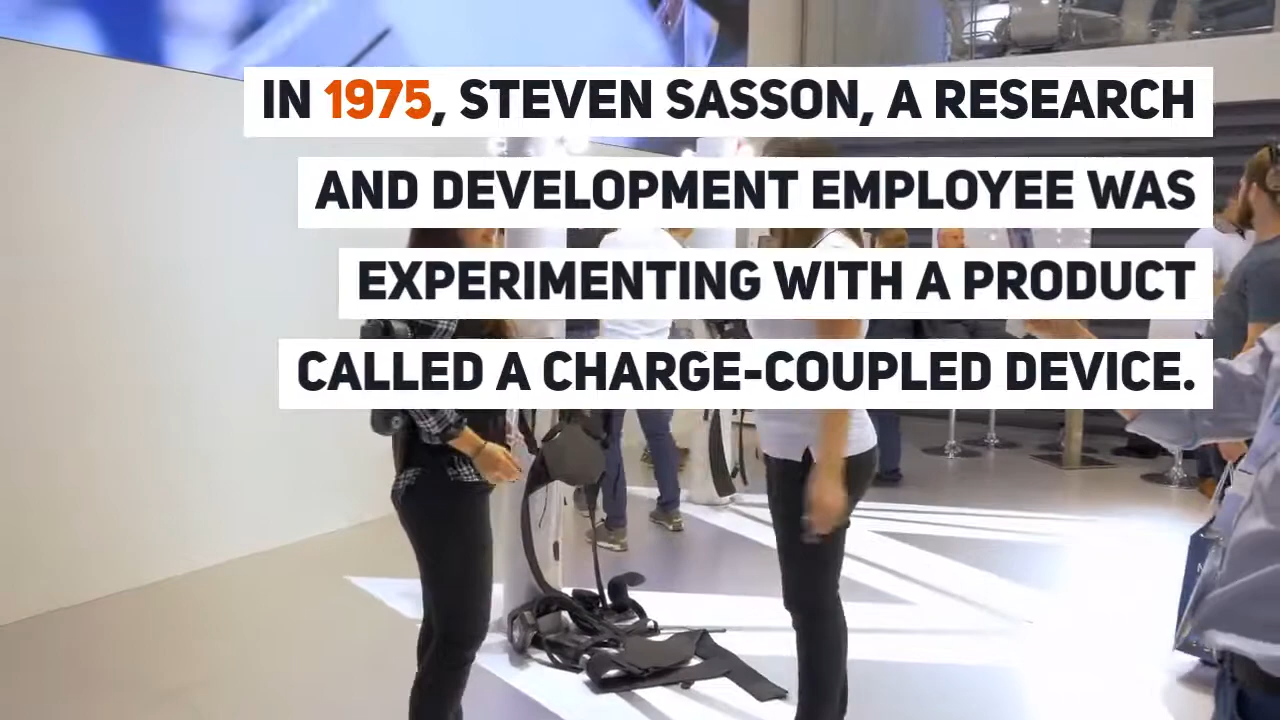 IN 1975, STEVEN SASSON, A RESEARCH
AND DEVELOPMENT EMPLOYEE WAS
EXPERIMENTING WITH A PRODUCT
CALLED A CHARGE-COUPLED DEVICE.